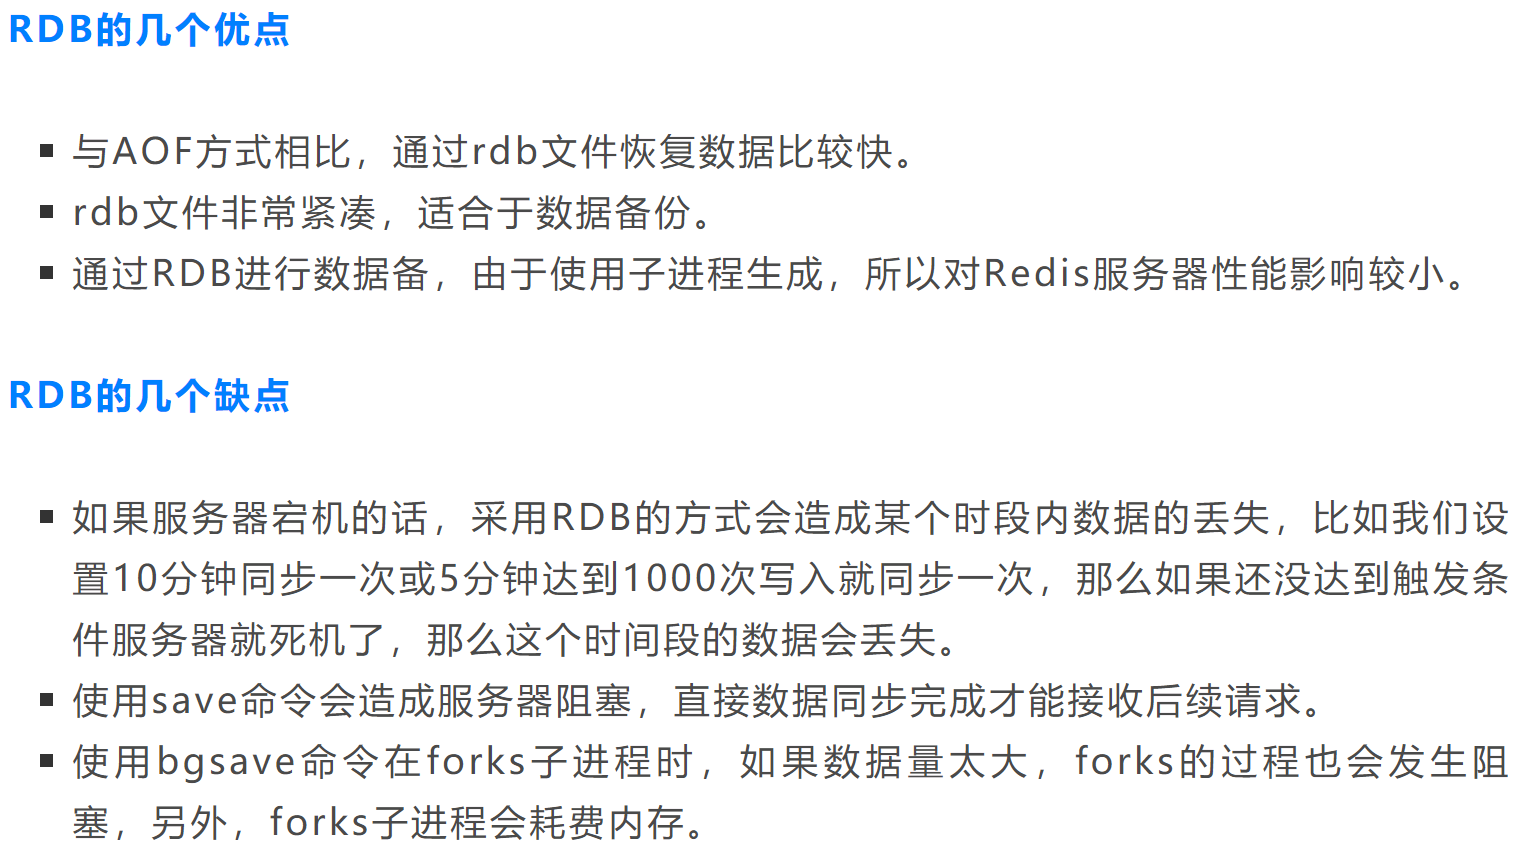 RDB的几个优点
与AOF方式相比，通过rdb文件恢复数据比较快。
rdb文件非常紧凑，适合于数据备份。
通过RDB进行数据备，由于使用子进程生成，所以对Redis服务器性能影响较小。
RDB的几个缺点
如果服务器宕机的话，采用RDB的方式会造成某个时段内数据的丢失，比如我们设
置10分钟同步一次或5分钟达到1000次写入就同步一次，那么如果还没达到触发条
件服务器就死机了，那么这个时间段的数据会丢失。
使用save命令会造成服务器阻塞，直接数据同步完成才能接收后续请求。
使用bgsave命令在forks子进程时，如果数据量太大，forks的过程也会发生阻
塞，另外，forks子进程会耗费内存。